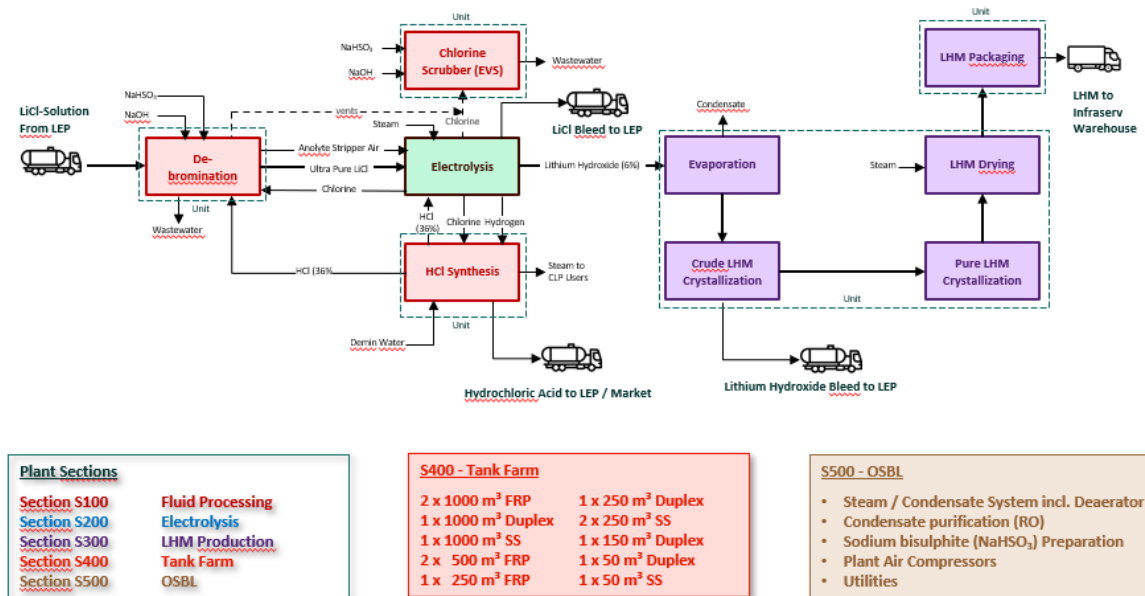 Unit
NaHSO₃
NaOH
Chlorine
Scrubber (EVS)
Wastewater
Unit
LHM Packaging
LHM to
Infraserv
Warehouse
LiCl-Solution
From LEP
NaHSO₃
NaOH
vents
Chlorine
Steam
LiCl Bleed to LEP
Condensate
De-
bromination
Anolyte Stripper Air
Ultra Pure LiCl
Chlorine
Electrolysis
Lithium Hydroxide (6%)
Evaporation
Steam
LHM Drying
Unit
Wastewater
HCl
(36%)
Chlorine
Hydrogen
HCl (36%
HCl Synthesis
Steam to
CLP Users
Crude LHM
Crystallization
Pure LHM
Crystallization
Unit
Unit
Demin Water
Hydrochloric Acid to LEP / Market
Lithium Hydroxide Bleed to LEP
Plant Sections
Section S100 Fluid Processing
Section S200 Electrolysis
Section S300 LHM Production
Section S400 Tank Farm
Section S500 OSBL
S400 - Tank Farm
2 x 1000 m³ FRP 1 x 250 m³ Duplex
1 x 1000 m³ Duplex 2 x 250 m³ SS
1 x 1000 m³ SS 1 x 150 m³ Duplex
2 x 500 m³ FRP 1 x 50 m³ Duplex
1 x 250 m³ FRP 1 x 50 m³ SS
S500 - OSBL
• Steam / Condensate System incl. Deaerator
• Condensate purification (RO)
• Sodium bisulphite (NaHSO₃) Preparation
• Plant Air Compressors
• Utilities